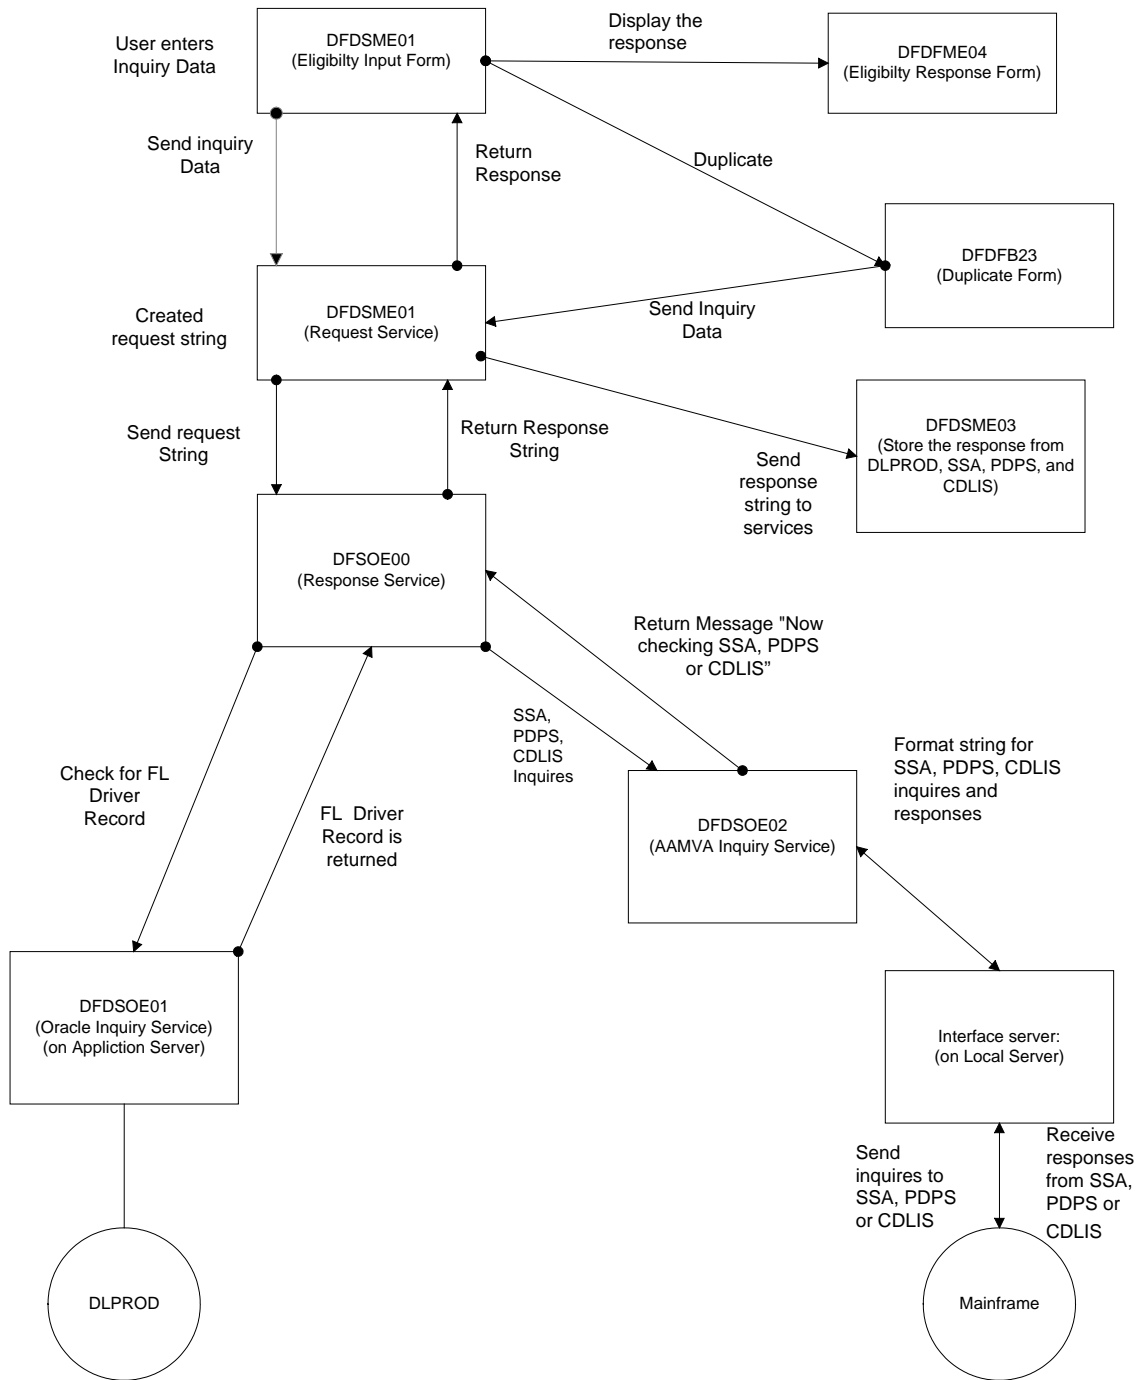 User enters
Inquiry Data
DFDSME01
(Eligibilty Input Form)
Display the
response
DFDFME04
(Eligibilty Response Form)
Send inquiry
Data
Return
Response
Duplicate
DFDFB23
(Duplicate Form)
Created
request string
DFDSME01
(Request Service)
Send Inquiry
Data
Send request
String
Return Response
String
Send
response
string to
services
DFDSME03
(Store the response from
DLPROD, SSA, PDPS, and
CDLIS)
DFSOE00
(Response Service)
Return Message "Now
checking SSA, PDPS
or CDLIS”
SSA,
PDPS,
CDLIS
Inquires
Check for FL
Driver
Record
FL  Driver
Record is
returned
Format string for
SSA, PDPS, CDLIS
inquires and
responses
DFDSOE02
(AAMVA Inquiry Service)
DFDSOE01
(Oracle Inquiry Service)
(on Appliction Server)
Interface server:
(on Local Server)
Send
inquires to
SSA, PDPS
or CDLIS
Receive
responses
from SSA,
PDPS or
CDLIS
DLPROD
Mainframe